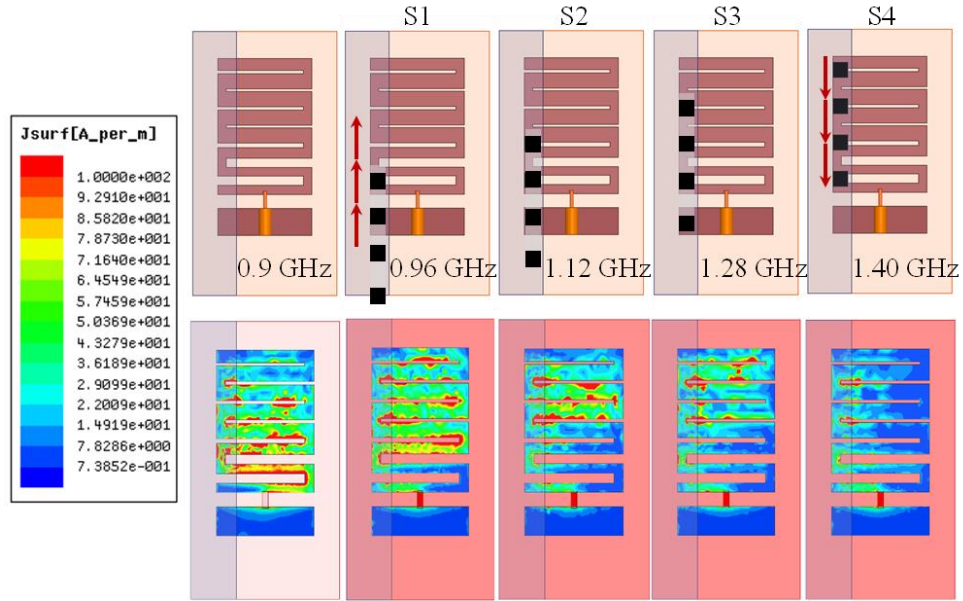 S1 S2 S3 S4
Jsurf[A_per_m]
1.0000e+002
9.2910e+001
8.5820e+001
7.8730e+001
7.1640e+001
6.4549e+001
5.7459e+001
5.0369e+001
4.3279e+001
3.6189e+001
2.9099e+001
2.2009e+001
1.4919e+001
7.8286e+000
7.3852e-001
0.9 GHz 0.96 GHz 1.12 GHz 1.28 GHz 1.40 GHz